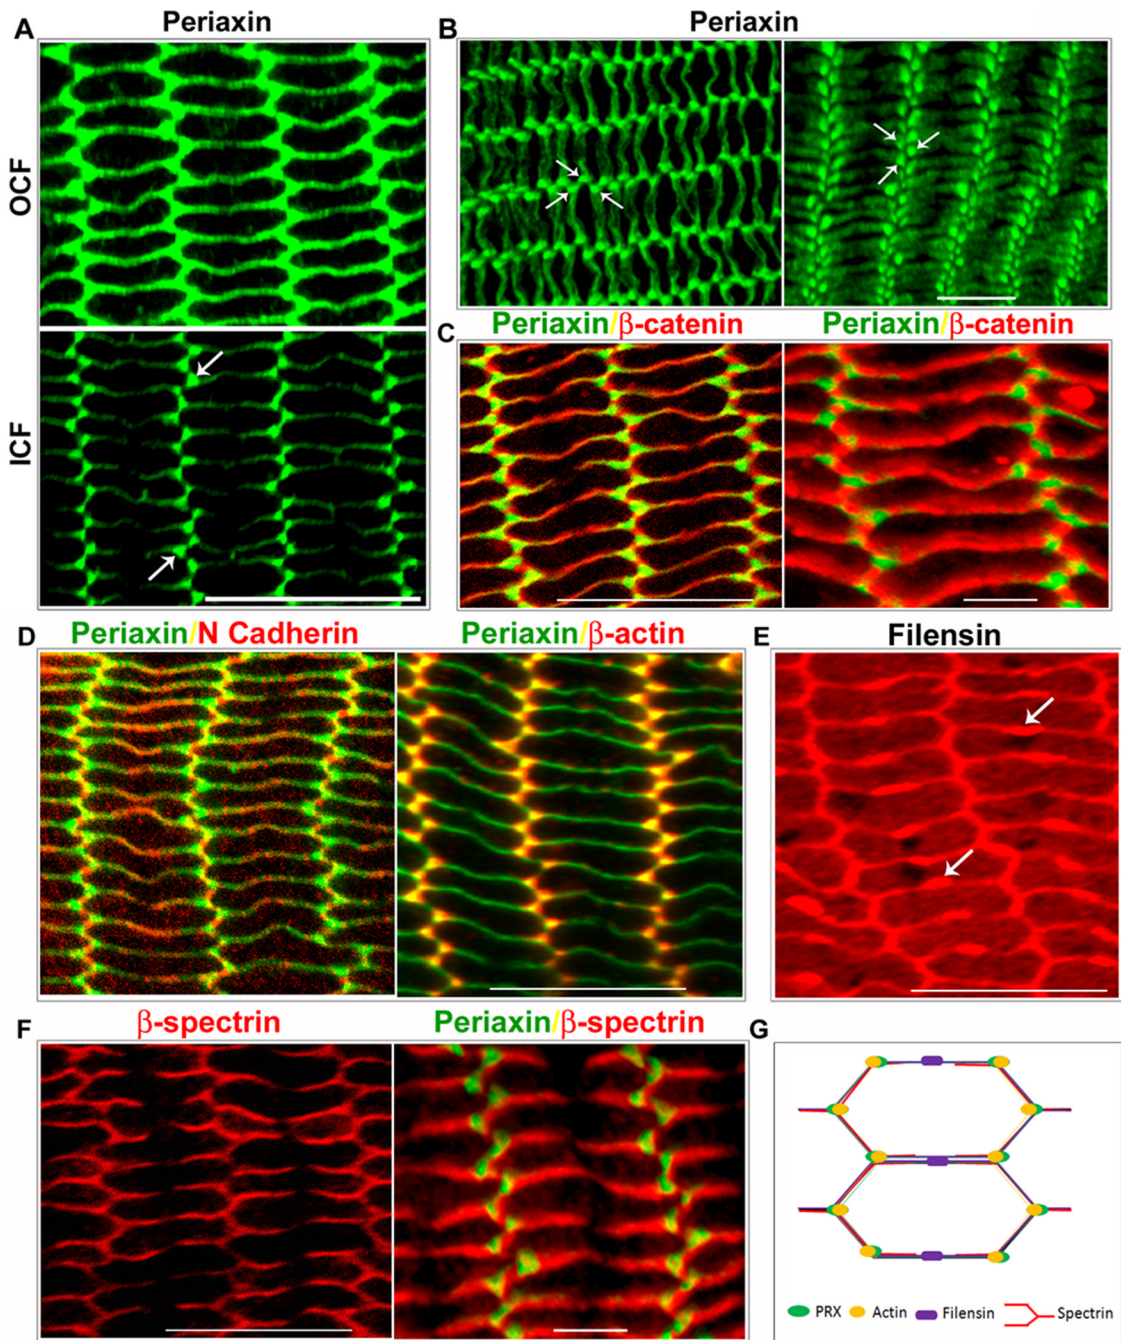 A
Periaxin
B
Periaxin
OCF
ICF
C
Periaxin/β-catenin
Periaxin/β-catenin
D
Periaxin/N Cadherin
Periaxin/β-actin
E
Filensin
F
β-spectrin
Periaxin/β-spectrin
G
PRX Actin Filensin Spectrin